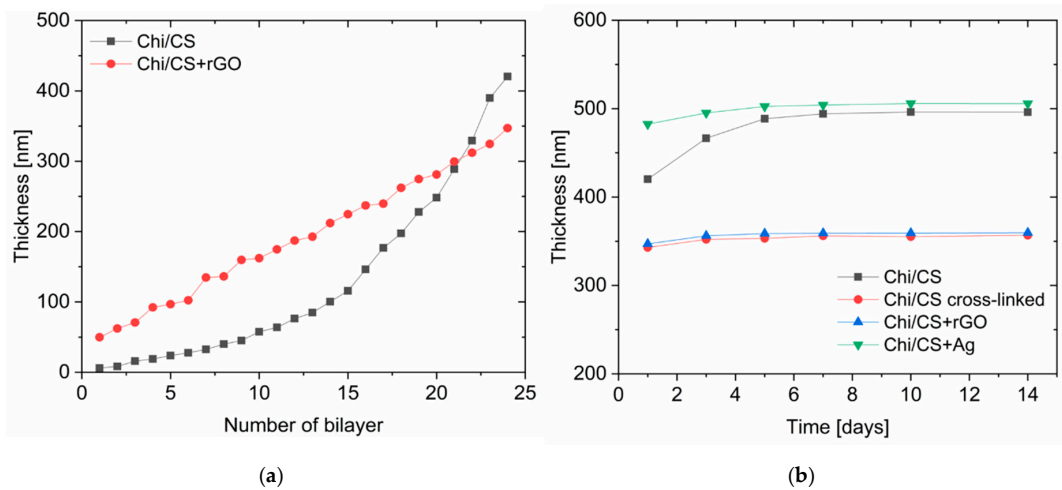 500
400
300
200
100
0
Thickness [nm]
Chi/CS
Chi/CS+rGO
0 5 10 15 20 25
Number of bilayer
(a)
600
500
400
300
200
Thickness [nm]
Chi/CS
Chi/CS cross-linked
Chi/CS+rGO
Chi/CS+Ag
0 2 4 6 8 10 12 14
Time [days]
(b)